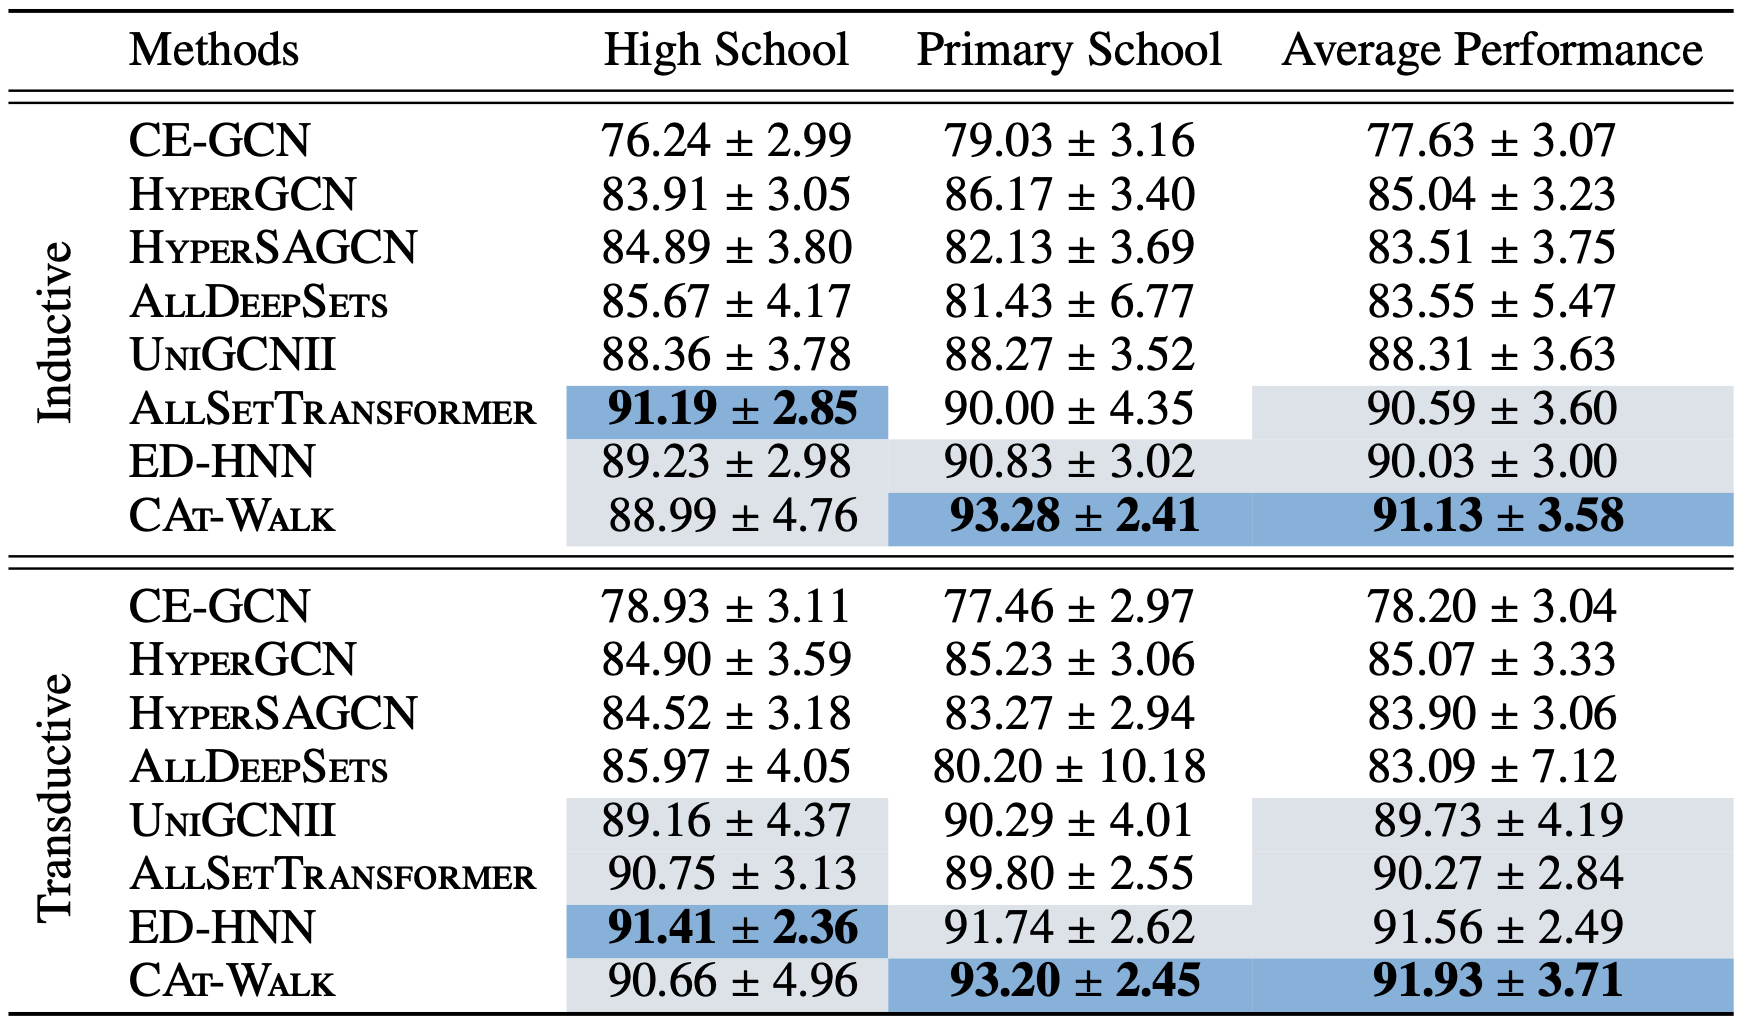 Methods High School Primary School Average Performance
Inductive
CE-GCN 76.24 ± 2.99 79.03 ± 3.16 77.63 ± 3.07
HyperGCN 83.91 ± 3.05 86.17 ± 3.40 85.04 ± 3.23
HyperSAGCN 84.89 ± 3.80 82.13 ± 3.69 83.51 ± 3.75
AllDeepSets 85.67 ± 4.17 81.43 ± 6.77 83.55 ± 5.47
UniGCNII 88.36 ± 3.78 88.27 ± 3.52 88.31 ± 3.63
AllSetTransformer 91.19 ± 2.85 90.00 ± 4.35 90.59 ± 3.60
ED-HNN 89.23 ± 2.98 90.83 ± 3.02 90.03 ± 3.00
CAt-Walk 88.99 ± 4.76 93.28 ± 2.41 91.13 ± 3.58
Transductive
CE-GCN 78.93 ± 3.11 77.46 ± 2.97 78.20 ± 3.04
HyperGCN 84.90 ± 3.59 85.23 ± 3.06 85.07 ± 3.33
HyperSAGCN 84.52 ± 3.18 83.27 ± 2.94 83.90 ± 3.06
AllDeepSets 85.97 ± 4.05 80.20 ± 10.18 83.09 ± 7.12
UniGCNII 89.16 ± 4.37 90.29 ± 4.01 89.73 ± 4.19
AllSetTransformer 90.75 ± 3.13 89.80 ± 2.55 90.27 ± 2.84
ED-HNN 91.41 ± 2.36 91.74 ± 2.62 91.56 ± 2.49
CAt-Walk 90.66 ± 4.96 93.20 ± 2.45 91.93 ± 3.71